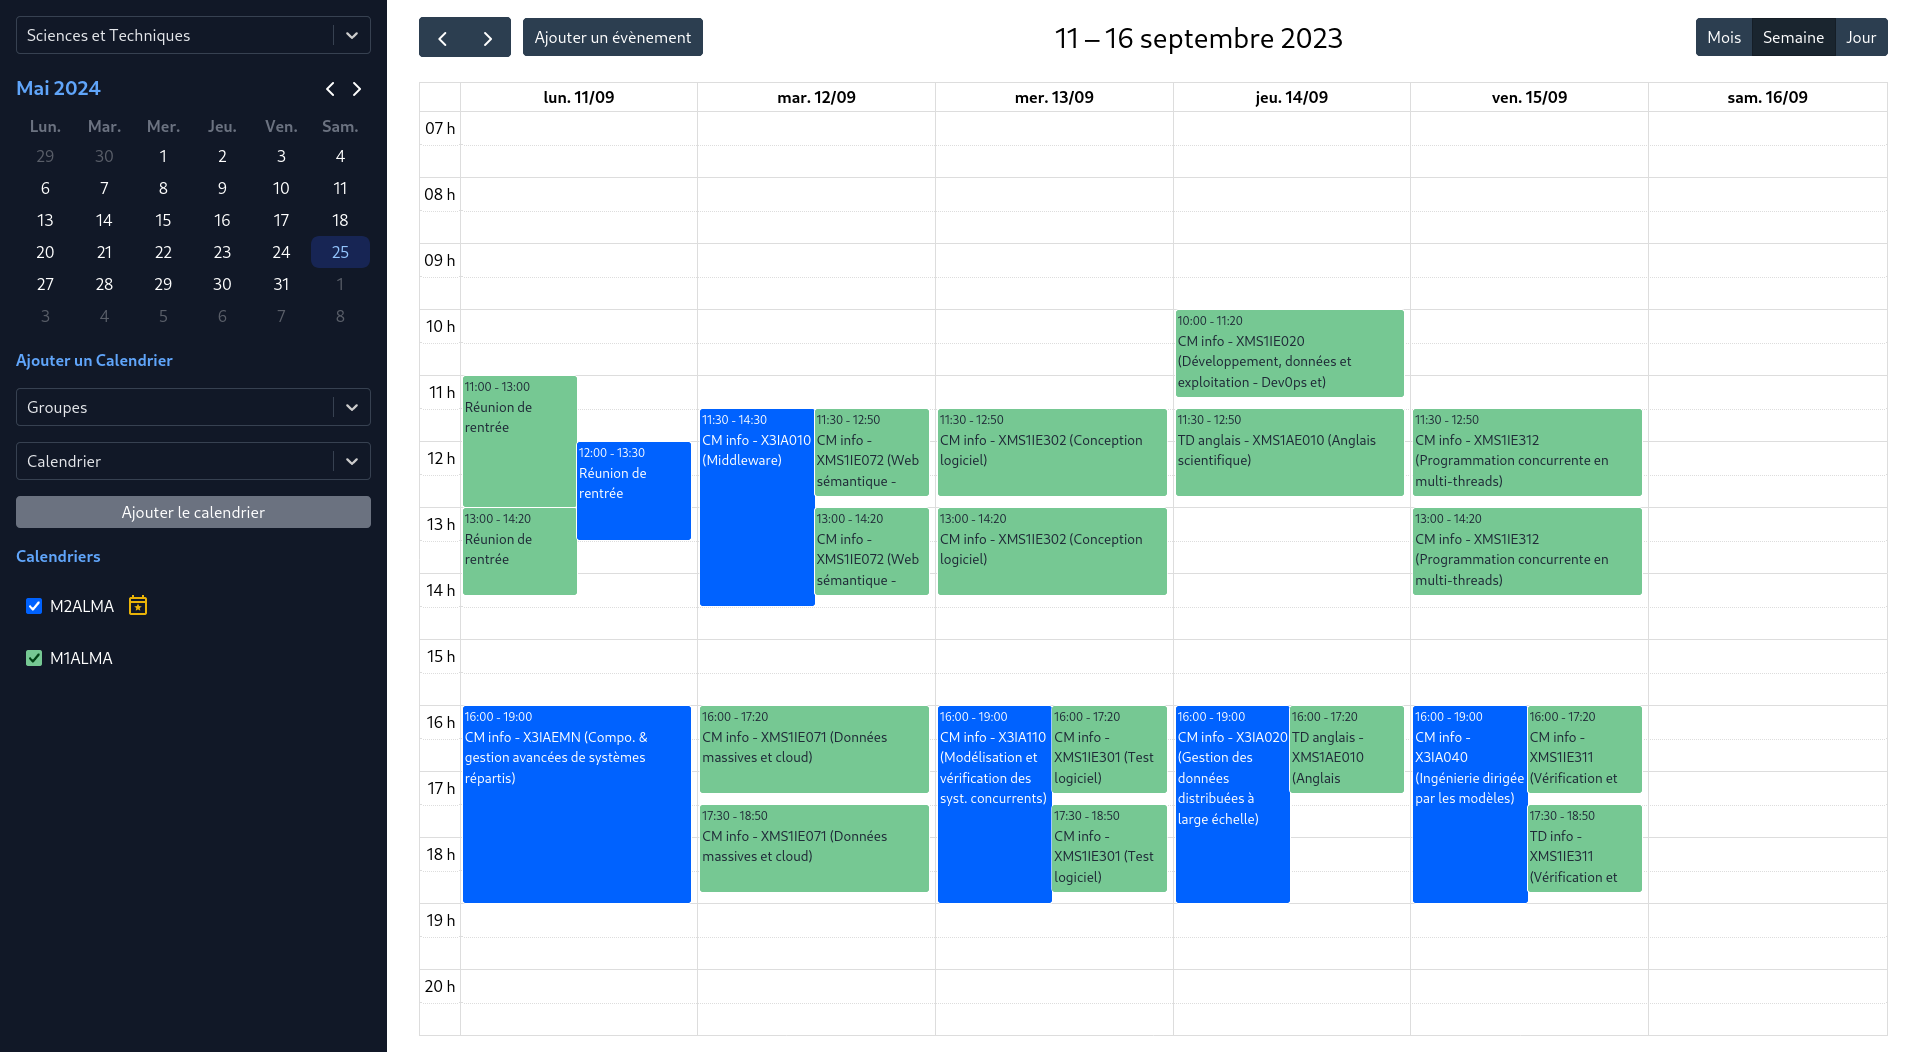 Sciences et Techniques
Mai 2024
Lun. Mar. Mer. Jeu. Ven. Sam.
29 30 1 2 3 4
6 7 8 9 10 11
13 14 15 16 17 18
20 21 22 23 24 25
27 28 29 30 31 1
3 4 5 6 7 8
Ajouter un Calendrier
Groupes
Calendrier
Ajouter le calendrier
Calendriers
M2ALMA
M1ALMA
Ajouter un évènement
11 – 16 septembre 2023
Mois Semaine Jour
lun. 11/09 mar. 12/09 mer. 13/09 jeu. 14/09 ven. 15/09 sam. 16/09
07 h
08 h
09 h
10 h
11 h
12 h
13 h
14 h
15 h
16 h
17 h
18 h
19 h
20 h
11:00 - 13:00
Réunion de
rentrée
12:00 - 13:30
Réunion de
rentrée
13:00 - 14:20
Réunion de
rentrée
16:00 - 19:00
CM info - X3IAEMN (Compo. &
gestion avancées de systèmes
répartis)
11:30 - 14:30
CM info - X3IA010
(Middleware)
11:30 - 12:50
CM info -
XMS1IE072 (Web
sémantique -
13:00 - 14:20
CM info -
XMS1IE072 (Web
sémantique -
16:00 - 17:20
CM info - XMS1IE071 (Données
massives et cloud)
17:30 - 18:50
CM info - XMS1IE071 (Données
massives et cloud)
11:30 - 12:50
CM info - XMS1IE302 (Conception
logiciel)
13:00 - 14:20
CM info - XMS1IE302 (Conception
logiciel)
16:00 - 19:00
CM info - X3IA110
(Modélisation et
vérification des
syst. concurrents)
16:00 - 17:20
CM info -
XMS1IE301 (Test
logiciel)
17:30 - 18:50
CM info -
XMS1IE301 (Test
logiciel)
10:00 - 11:20
CM info - XMS1IE020
(Développement, données et
exploitation - DevOps et)
11:30 - 12:50
TD anglais - XMS1AE010 (Anglais
scientifique)
16:00 - 19:00
CM info - X3IA020
(Gestion des
données
distribuées à
large échelle)
16:00 - 17:20
TD anglais -
XMS1AE010
(Anglais
11:30 - 12:50
CM info - XMS1IE312
(Programmation concurrente en
multi-threads)
13:00 - 14:20
CM info - XMS1IE312
(Programmation concurrente en
multi-threads)
16:00 - 19:00
CM info -
X3IA040
(Ingénierie dirigée
par les modèles)
16:00 - 17:20
CM info -
XMS1IE311
(Vérification et
17:30 - 18:50
TD info -
XMS1IE311
(Vérification et